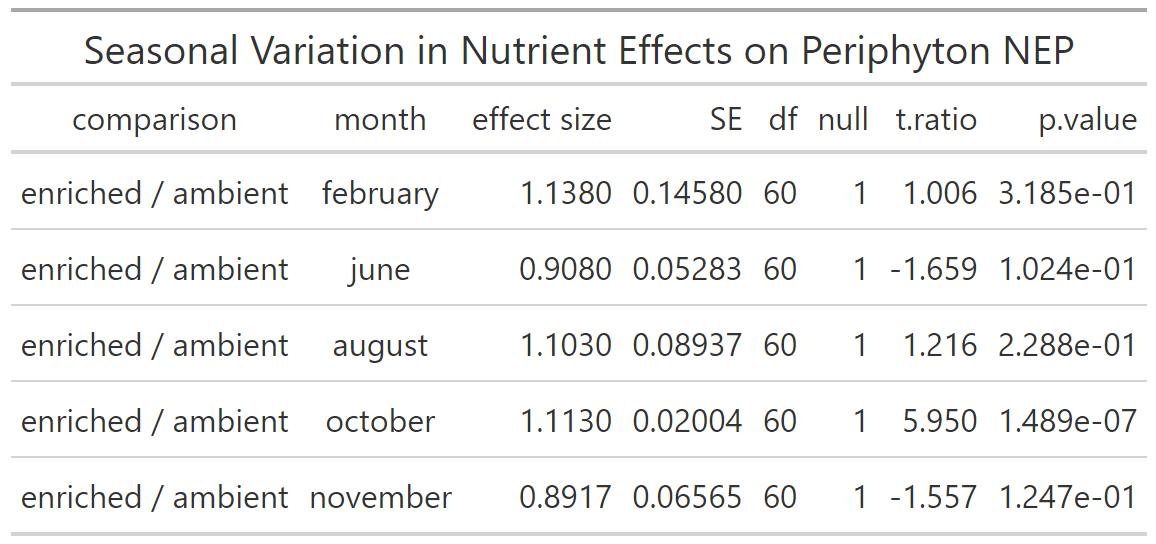 Seasonal Variation in Nutrient Effects on Periphyton NEP
comparison month effect size SE df null t.ratio p.value
enriched / ambient february 1.1380 0.14580 60 1 1.006 3.185e-01
enriched / ambient june 0.9080 0.05283 60 1 -1.659 1.024e-01
enriched / ambient august 1.1030 0.08937 60 1 1.216 2.288e-01
enriched / ambient october 1.1130 0.02004 60 1 5.950 1.489e-07
enriched / ambient november 0.8917 0.06565 60 1 -1.557 1.247e-01